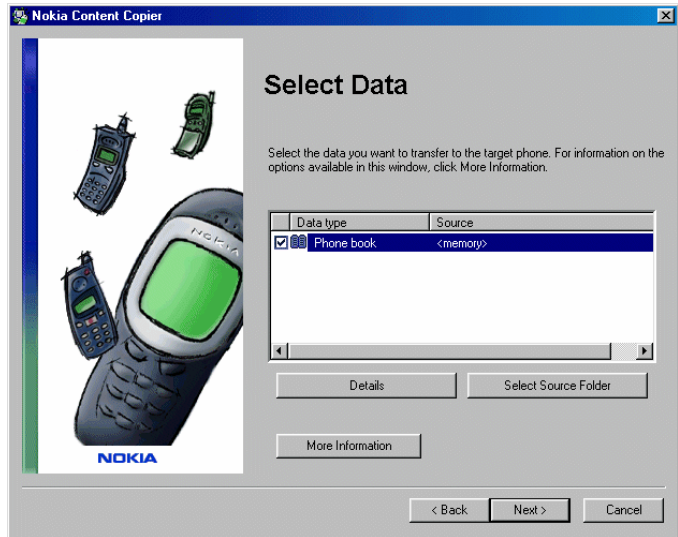 Nokia Content Copier
Select Data
Select the data you want to transfer to the target phone. For information on the
options available in this window, click More Information.
Data type Source
Phone book <memory>
Details Select Source Folder
More Information
NOKIA
NOKIA
< Back Next > Cancel